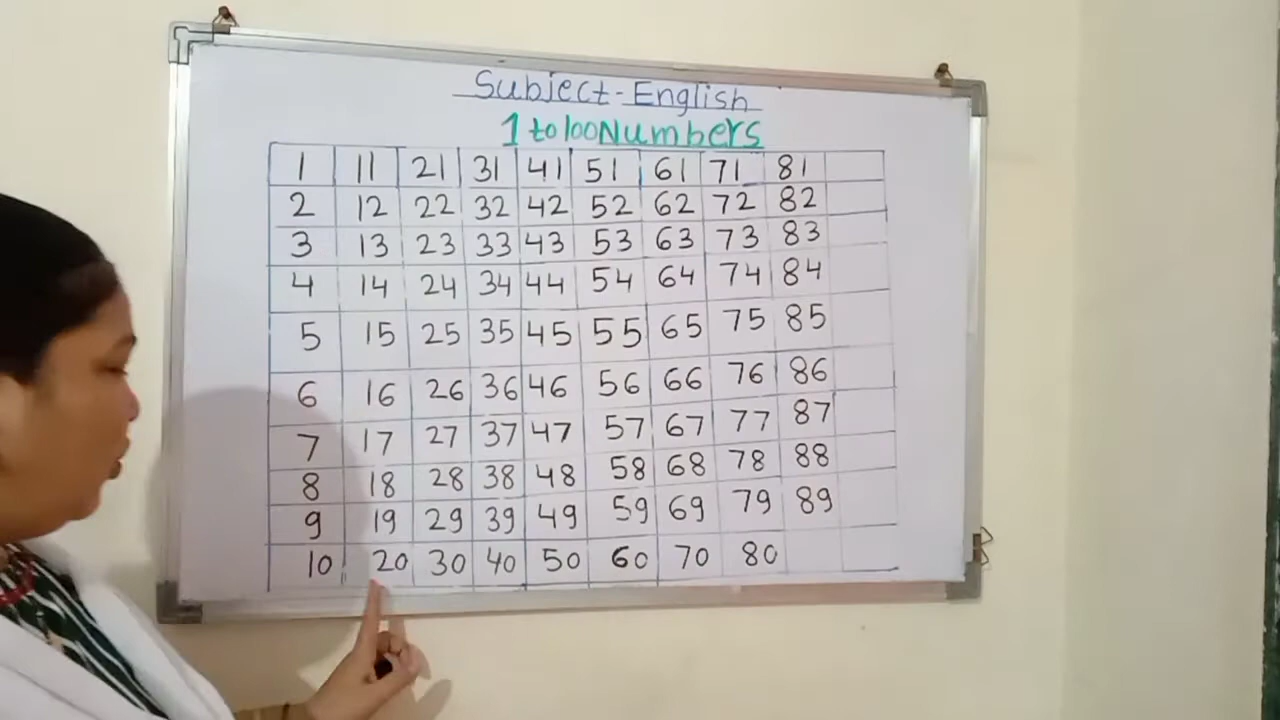 Subject-English
1 to 100 Numbers
1 11 21 31 41 51 61 71 81
2 12 22 32 42 52 62 72 82
3 13 23 33 43 53 63 73 83
4 14 24 34 44 54 64 74 84
5 15 25 35 45 55 65 75 85
6 16 26 36 46 56 66 76 86
7 17 27 37 47 57 67 77 87
8 18 28 38 48 58 68 78 88
9 19 29 39 49 59 69 79 89
10 20 30 40 50 60 70 80